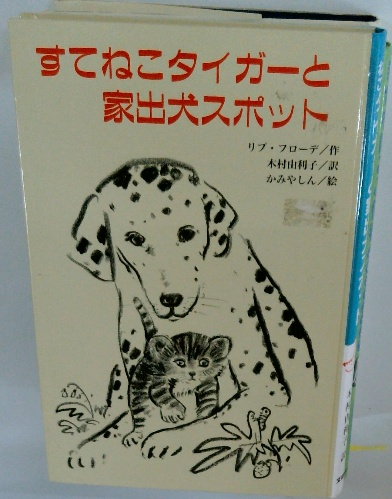 すてねこタイガーと
家出犬スポット
リブ・フローデ／作
木村由利子／訳
かみやしん／絵